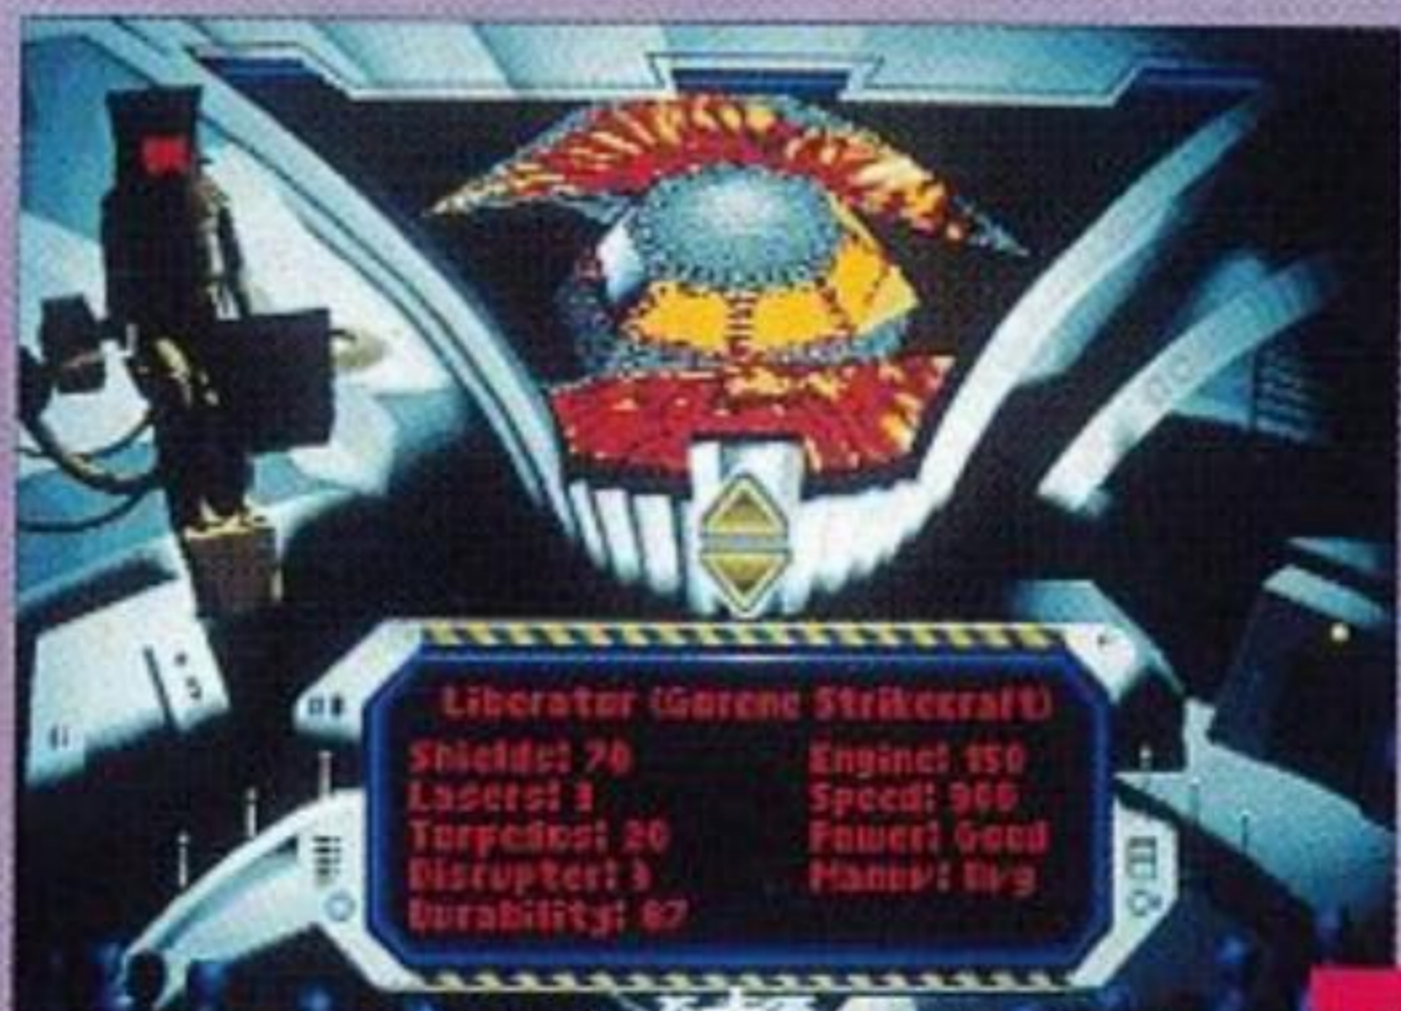 Liberator (Gorene Strikecraft)
Shields: 70
Lasers: 3
Torpedos: 20
Disrupter: 3
Durability: 87
Engine: 150
Speed: 900
Power: Good
Manuv: Avg